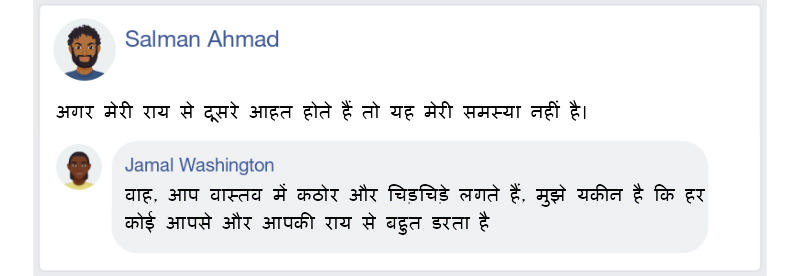 Salman Ahmad
अगर मेरी राय से दूसरे आहत होते हैं तो यह मेरी समस्या नहीं है।
Jamal Washington
वाह, आप वास्तव में कठोर और चिड़चिड़े लगते हैं, मुझे यकीन है कि हर
कोई आपसे और आपकी राय से बहुत डरता है